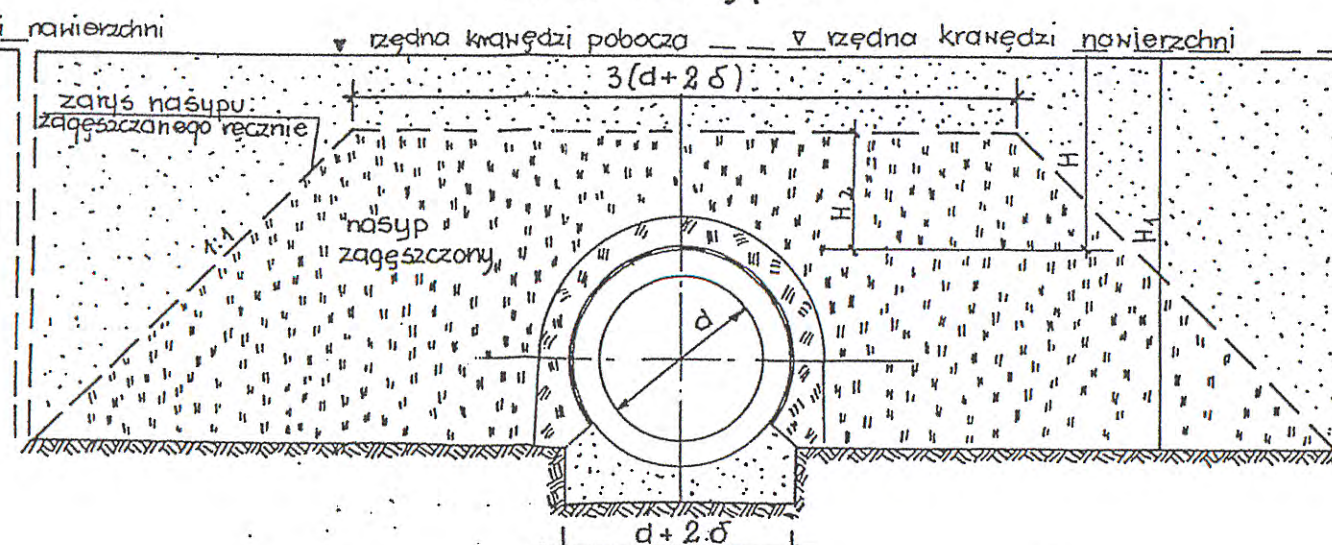 i nawierzchni
▼ rzędna krawędzi pobocza
▽ rzędna krawędzi nawierzchni
3(d+2δ)
zarys nasypu:
zagęszczanego ręcznie
H
H₂
H₁
1:1
nasyp
zagęszczony
d
d+2.δ